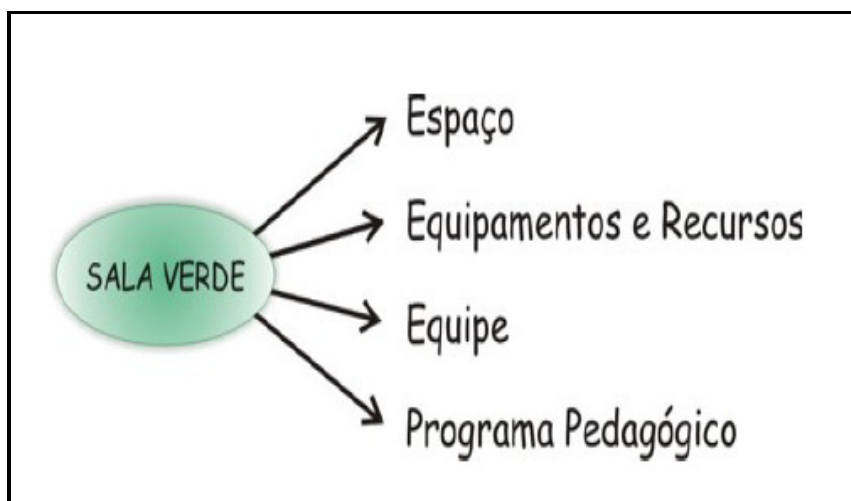 SALA VERDE
Espaço
Equipamentos e Recursos
Equipe
Programa Pedagógico